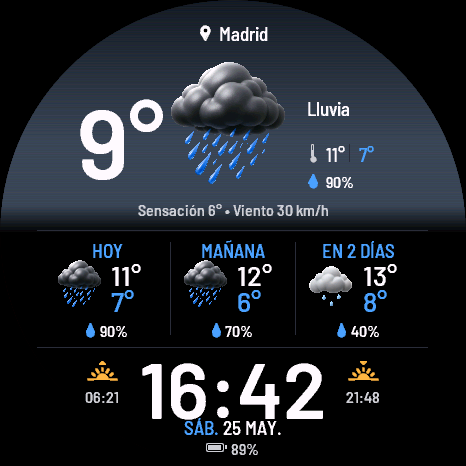 Madrid
9°
Lluvia
11° 7°
90%
Sensación 6° • Viento 30 km/h
HOY
11°
7°
90%
MAÑANA
12°
6°
70%
EN 2 DÍAS
13°
8°
40%
06:21
16:42
21:48
SÁB. 25 MAY.
89%